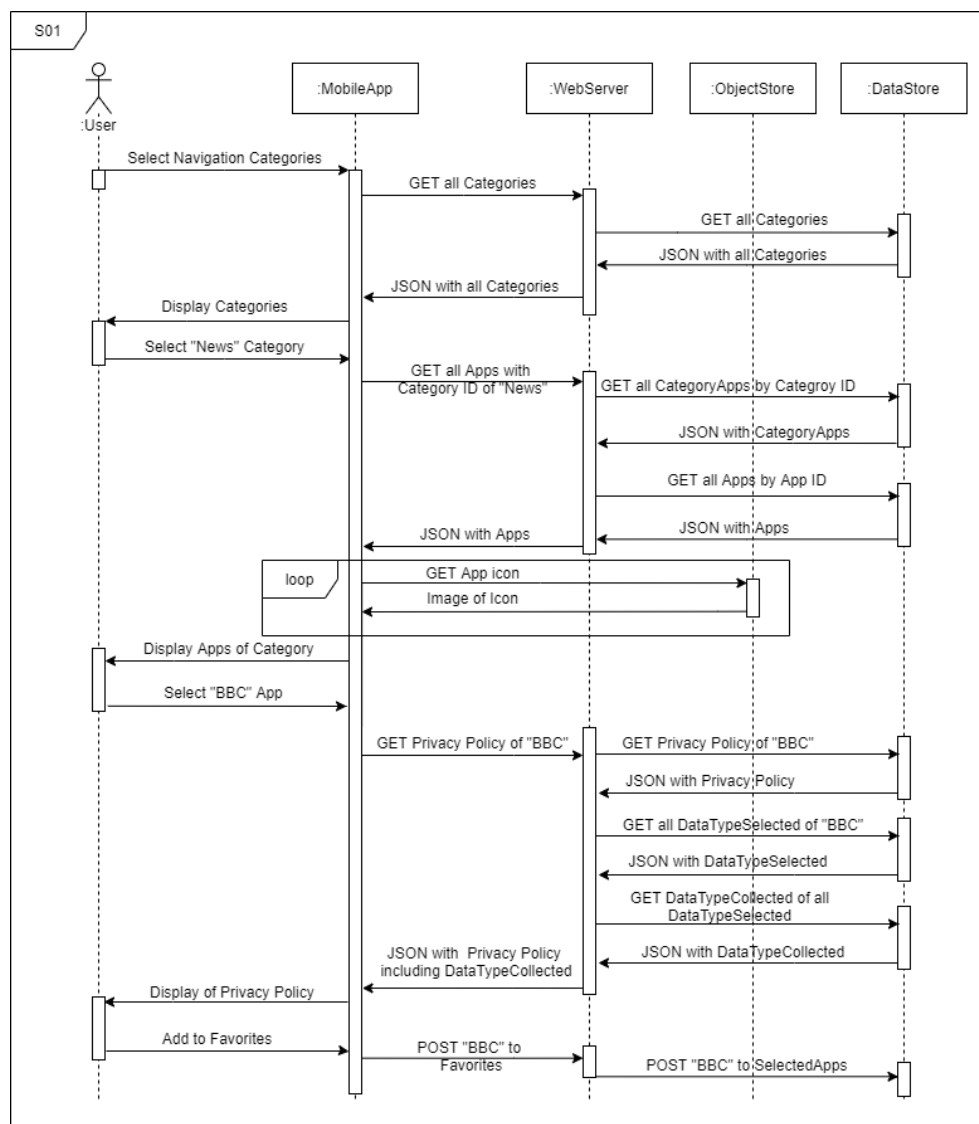 S01
:User
:MobileApp
:WebServer
:ObjectStore
:DataStore
Select Navigation Categories
GET all Categories
GET all Categories
JSON with all Categories
JSON with all Categories
Display Categories
Select "News" Category
GET all Apps with
Category ID of "News"
GET all CategoryApps by Categroy ID
JSON with CategoryApps
GET all Apps by App ID
JSON with Apps
JSON with Apps
loop
GET App icon
Image of Icon
Display Apps of Category
Select "BBC" App
GET Privacy Policy of "BBC"
GET Privacy Policy of "BBC"
JSON with Privacy Policy
GET all DataTypeSelected of "BBC"
JSON with DataTypeSelected
GET DataTypeCollected of all
DataTypeSelected
JSON with DataTypeCollected
JSON with Privacy Policy
including DataTypeCollected
Display of Privacy Policy
Add to Favorites
POST "BBC" to
Favorites
POST "BBC" to SelectedApps